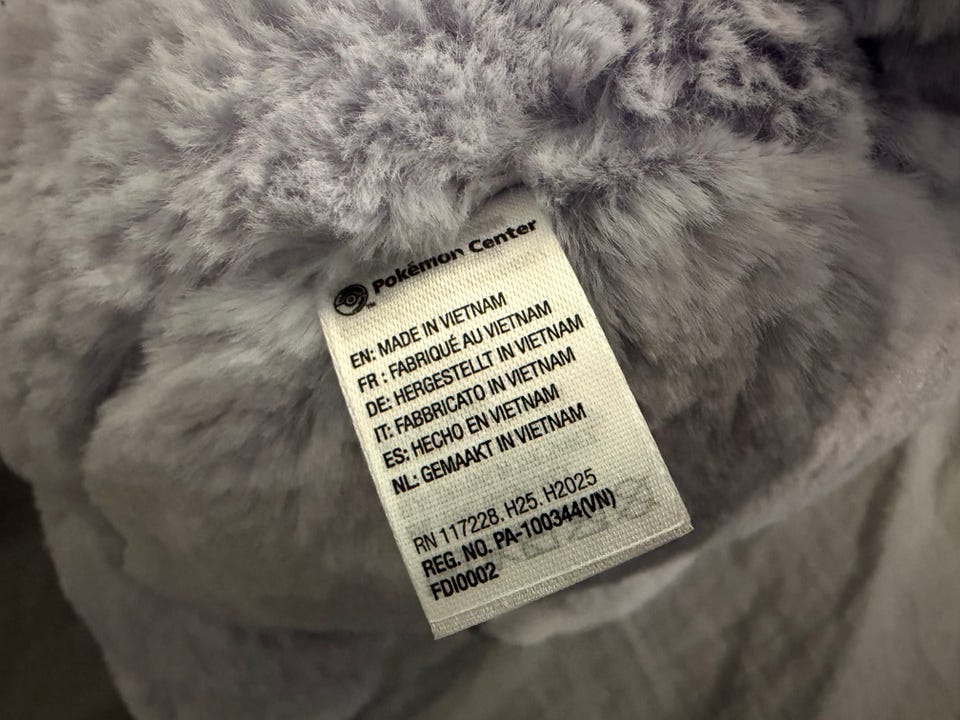 Pokémon Center
™
EN: MADE IN VIETNAM
FR : FABRIQUÉ AU VIETNAM
DE: HERGESTELLT IN VIETNAM
IT: FABBRICATO IN VIETNAM
ES: HECHO EN VIETNAM
NL: GEMAAKT IN VIETNAM
RN 117228. H25. H2025
REG. NO. PA-100344(VN)
FDI0002